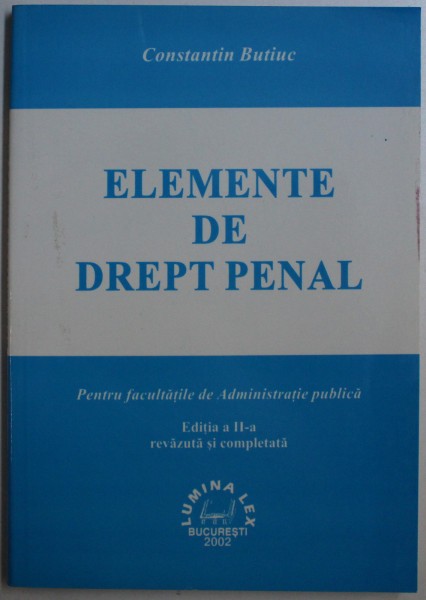 Constantin Butiuc
ELEMENTE
DE
DREPT PENAL
Pentru facultățile de Administrație publică
Ediția a II-a
revăzută și completată
LUMINA LEX
BUCUREȘTI
2002